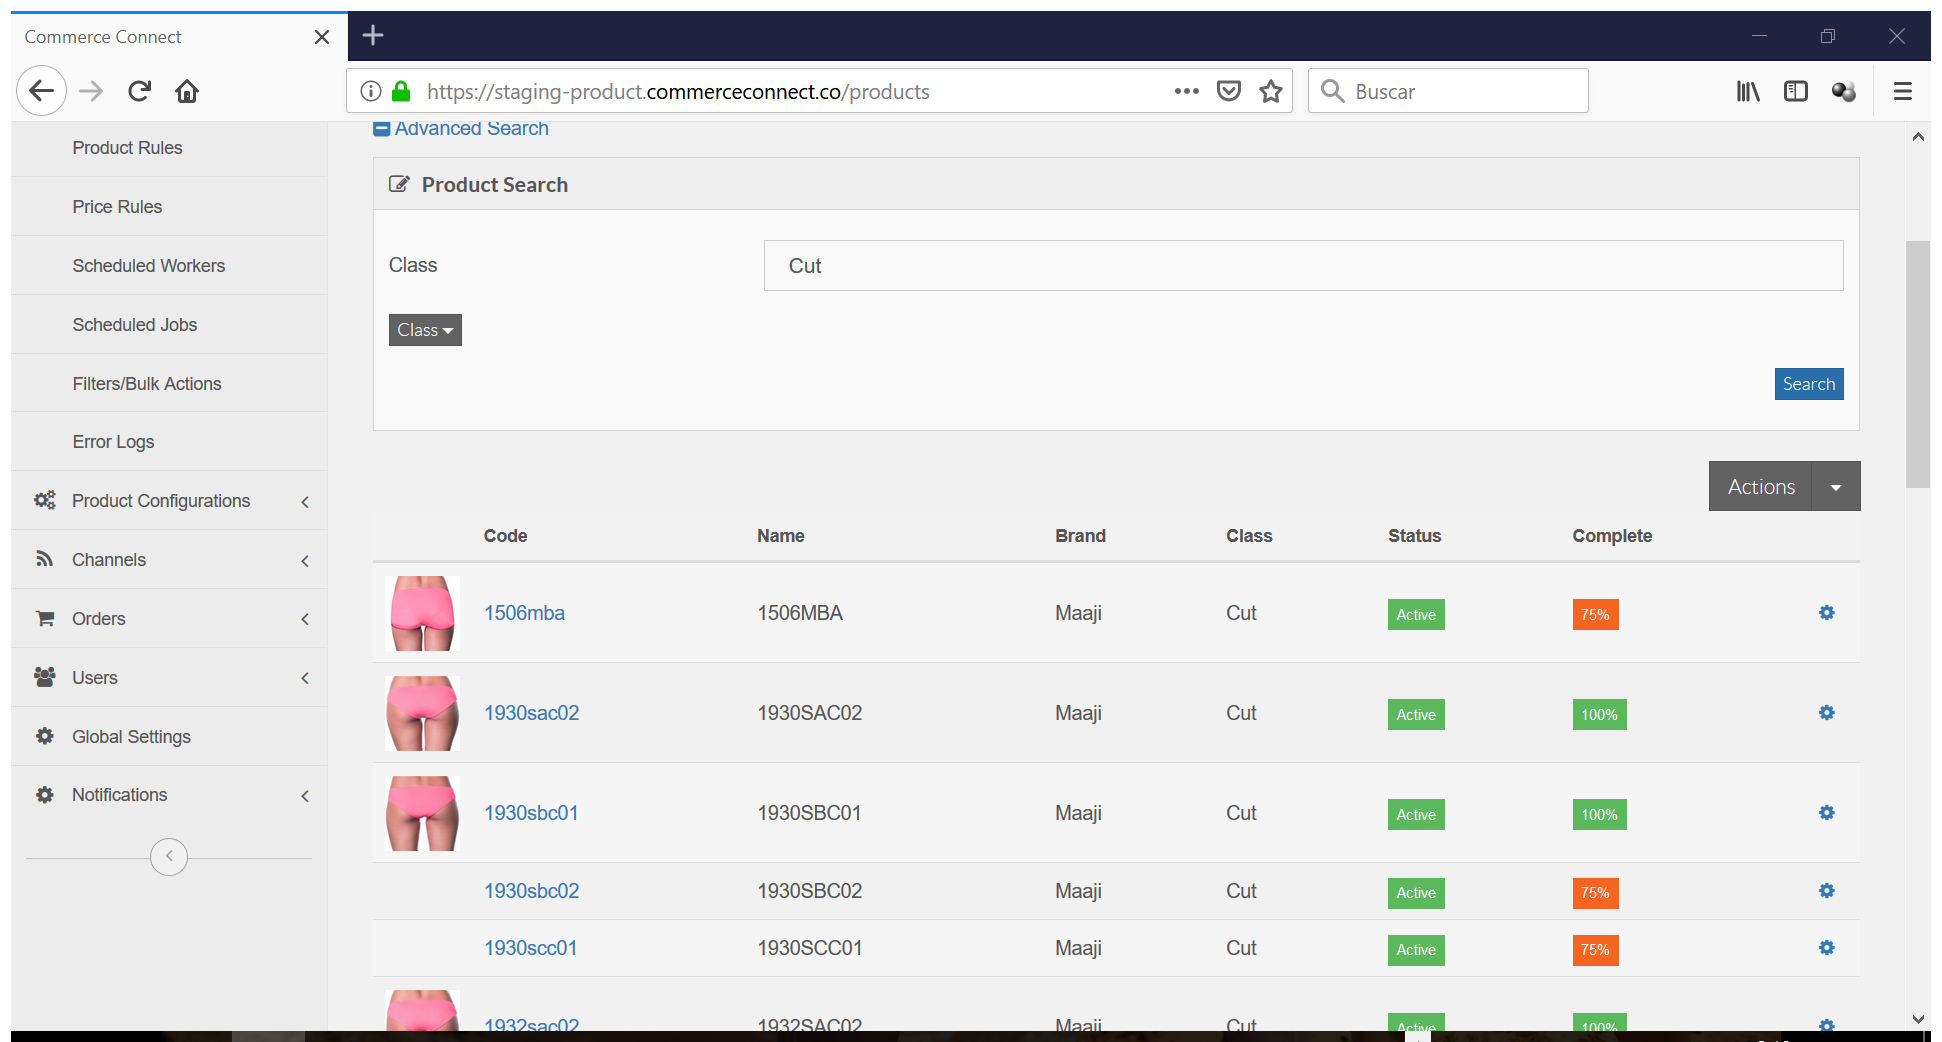 Commerce Connect
https://staging-product.commerceconnect.co/products
Buscar
Product Rules
Price Rules
Scheduled Workers
Scheduled Jobs
Filters/Bulk Actions
Error Logs
Product Configurations
Channels
Orders
Users
Global Settings
Notifications
Advanced Search
Product Search
Class Cut
Class
Search
Actions
Code Name Brand Class Status Complete
1506mba 1506MBA Maaji Cut Active 75%
1930sac02 1930SAC02 Maaji Cut Active 100%
1930sbc01 1930SBC01 Maaji Cut Active 100%
1930sbc02 1930SBC02 Maaji Cut Active 75%
1930scc01 1930SCC01 Maaji Cut Active 75%
1932sac02 1932SAC02 Maaji Cut Active 100%